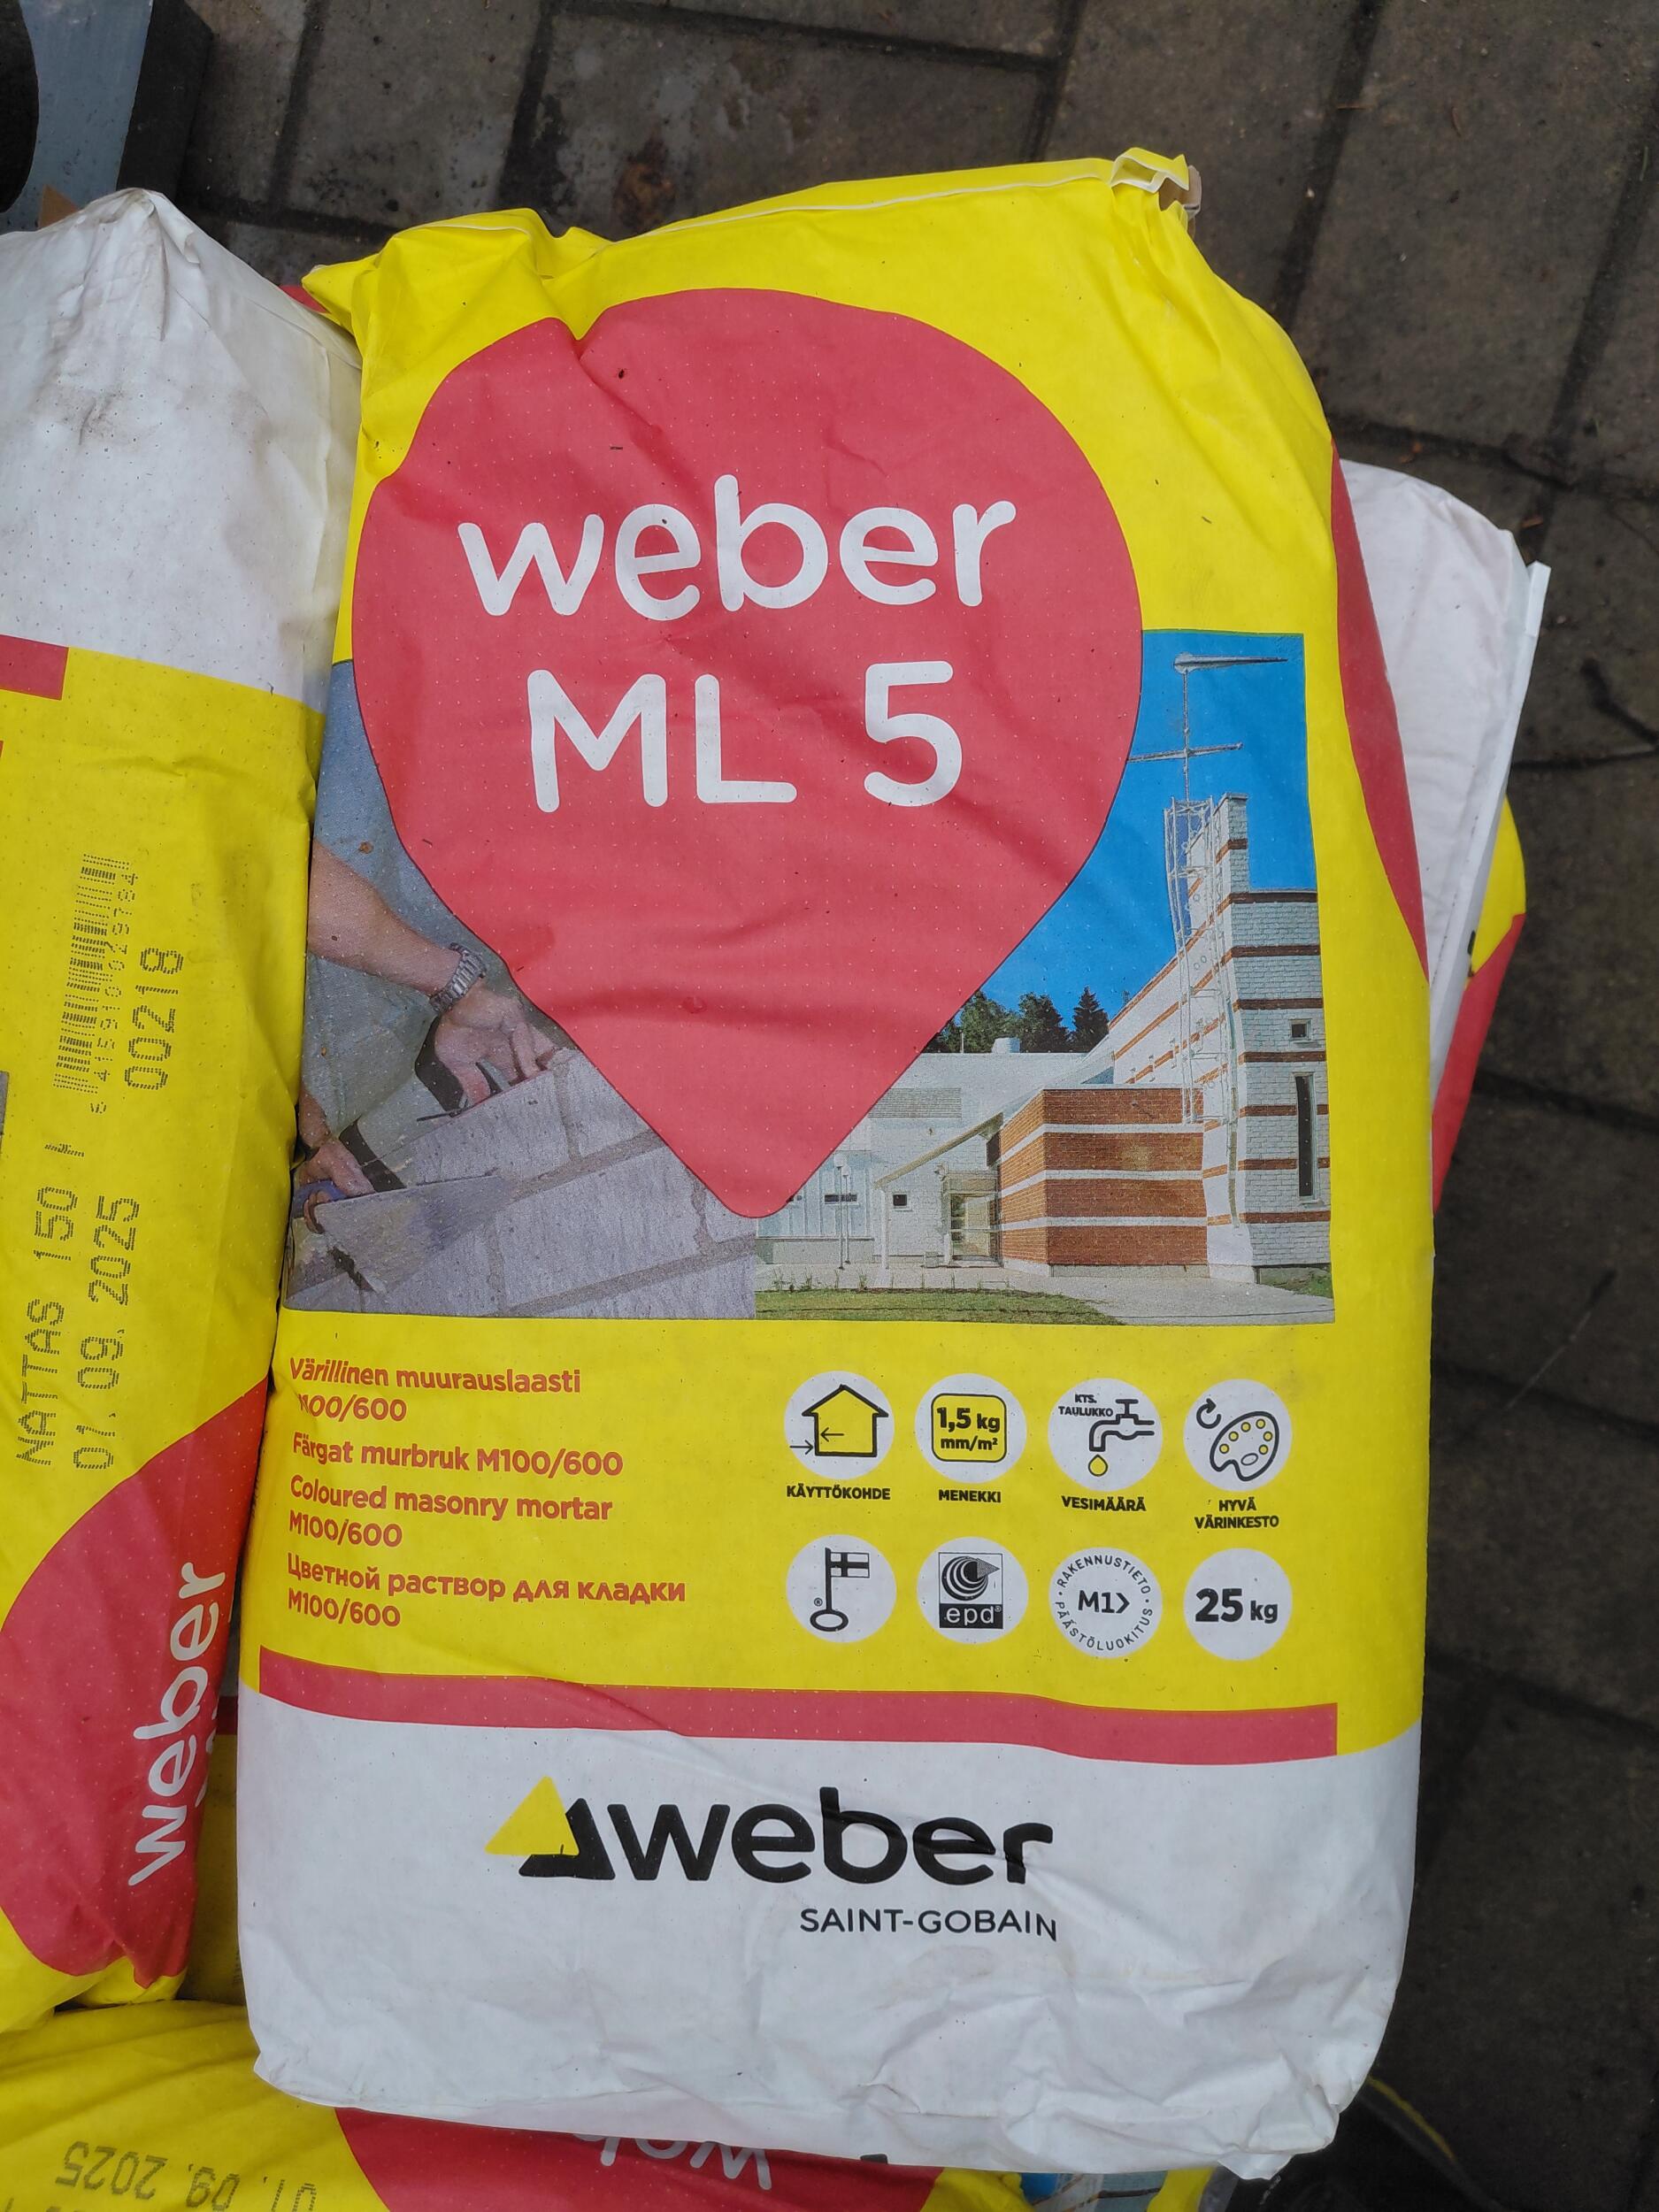 weber
ML 5
Värillinen muurauslaasti
M100/600
Färgat murbruk M100/600
Coloured masonry mortar
M100/600
Цветной раствор для кладки
M100/600
1,5 kg
mm/m²
KTS.
TAULUKKO
KÄYTTÖKOHDE
MENEKKI
VESIMÄÄRÄ
HYVÄ
VÄRINKESTO
epd®
RAKENNUSTIETO
M1
PÄÄSTÖLUOKITUS
25 kg
weber
SAINT-GOBAIN
NATTAS 150
01.09.2025
00218
weber
01.09.2025